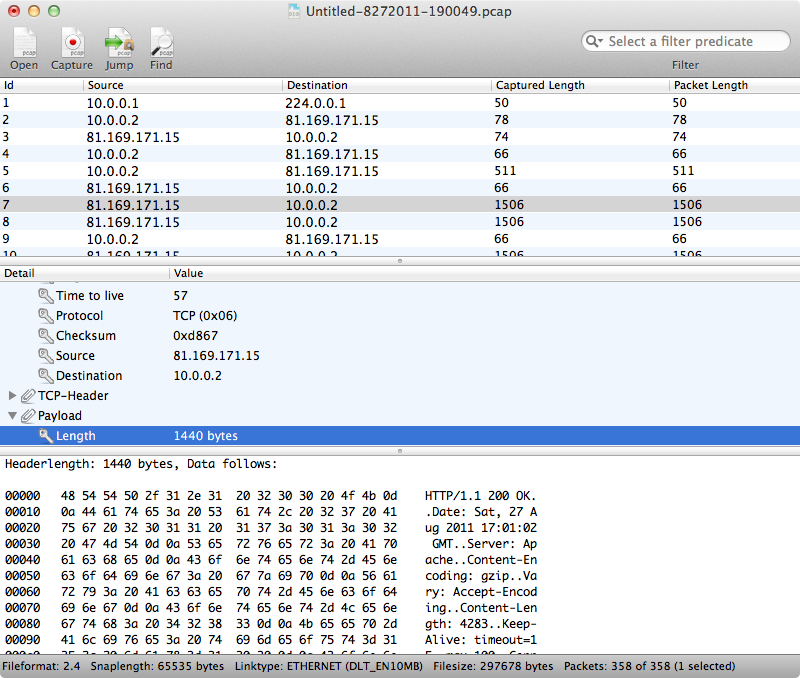 Untitled-8272011-190049.pcap
Open Capture Jump Find
Select a filter predicate
Filter
Id Source Destination Captured Length Packet Length
1 10.0.0.1 224.0.0.1 50 50
2 10.0.0.2 81.169.171.15 78 78
3 81.169.171.15 10.0.0.2 74 74
4 10.0.0.2 81.169.171.15 66 66
5 10.0.0.2 81.169.171.15 511 511
6 81.169.171.15 10.0.0.2 66 66
7 81.169.171.15 10.0.0.2 1506 1506
8 81.169.171.15 10.0.0.2 1506 1506
9 10.0.0.2 81.169.171.15 66 66
10 81.169.171.15 10.0.0.2 1506 1506
Detail Value
Time to live 57
Protocol TCP (0x06)
Checksum 0xd867
Source 81.169.171.15
Destination 10.0.0.2
TCP-Header
Payload
Length 1440 bytes
Headerlength: 1440 bytes, Data follows:
00000 48 54 54 50 2f 31 2e 31 20 32 30 30 20 4f 4b 0d HTTP/1.1 200 OK.
00010 0a 44 61 74 65 3a 20 53 61 74 2c 20 32 37 20 41 .Date: Sat, 27 A
00020 75 67 20 32 30 31 31 20 31 37 3a 30 31 3a 30 32 ug 2011 17:01:02
00030 20 47 4d 54 0d 0a 53 65 72 76 65 72 3a 20 41 70 GMT..Server: Ap
00040 61 63 68 65 0d 0a 43 6f 6e 74 65 6e 74 2d 45 6e ache..Content-En
00050 63 6f 64 69 6e 67 3a 20 67 7a 69 70 0d 0a 56 61 coding: gzip..Va
00060 72 79 3a 20 41 63 63 65 70 74 2d 45 6e 63 6f 64 ry: Accept-Encod
00070 69 6e 67 0d 0a 43 6f 6e 74 65 6e 74 2d 4c 65 6e ing..Content-Len
00080 67 74 68 3a 20 34 32 38 33 0d 0a 4b 65 65 70 2d gth: 4283..Keep-
00090 41 6c 69 76 65 3a 20 74 69 6d 65 6f 75 74 3d 31 Alive: timeout=1
Fileformat: 2.4 Snaplength: 65535 bytes Linktype: ETHERNET (DLT_EN10MB) Filesize: 297678 bytes Packets: 358 of 358 (1 selected)